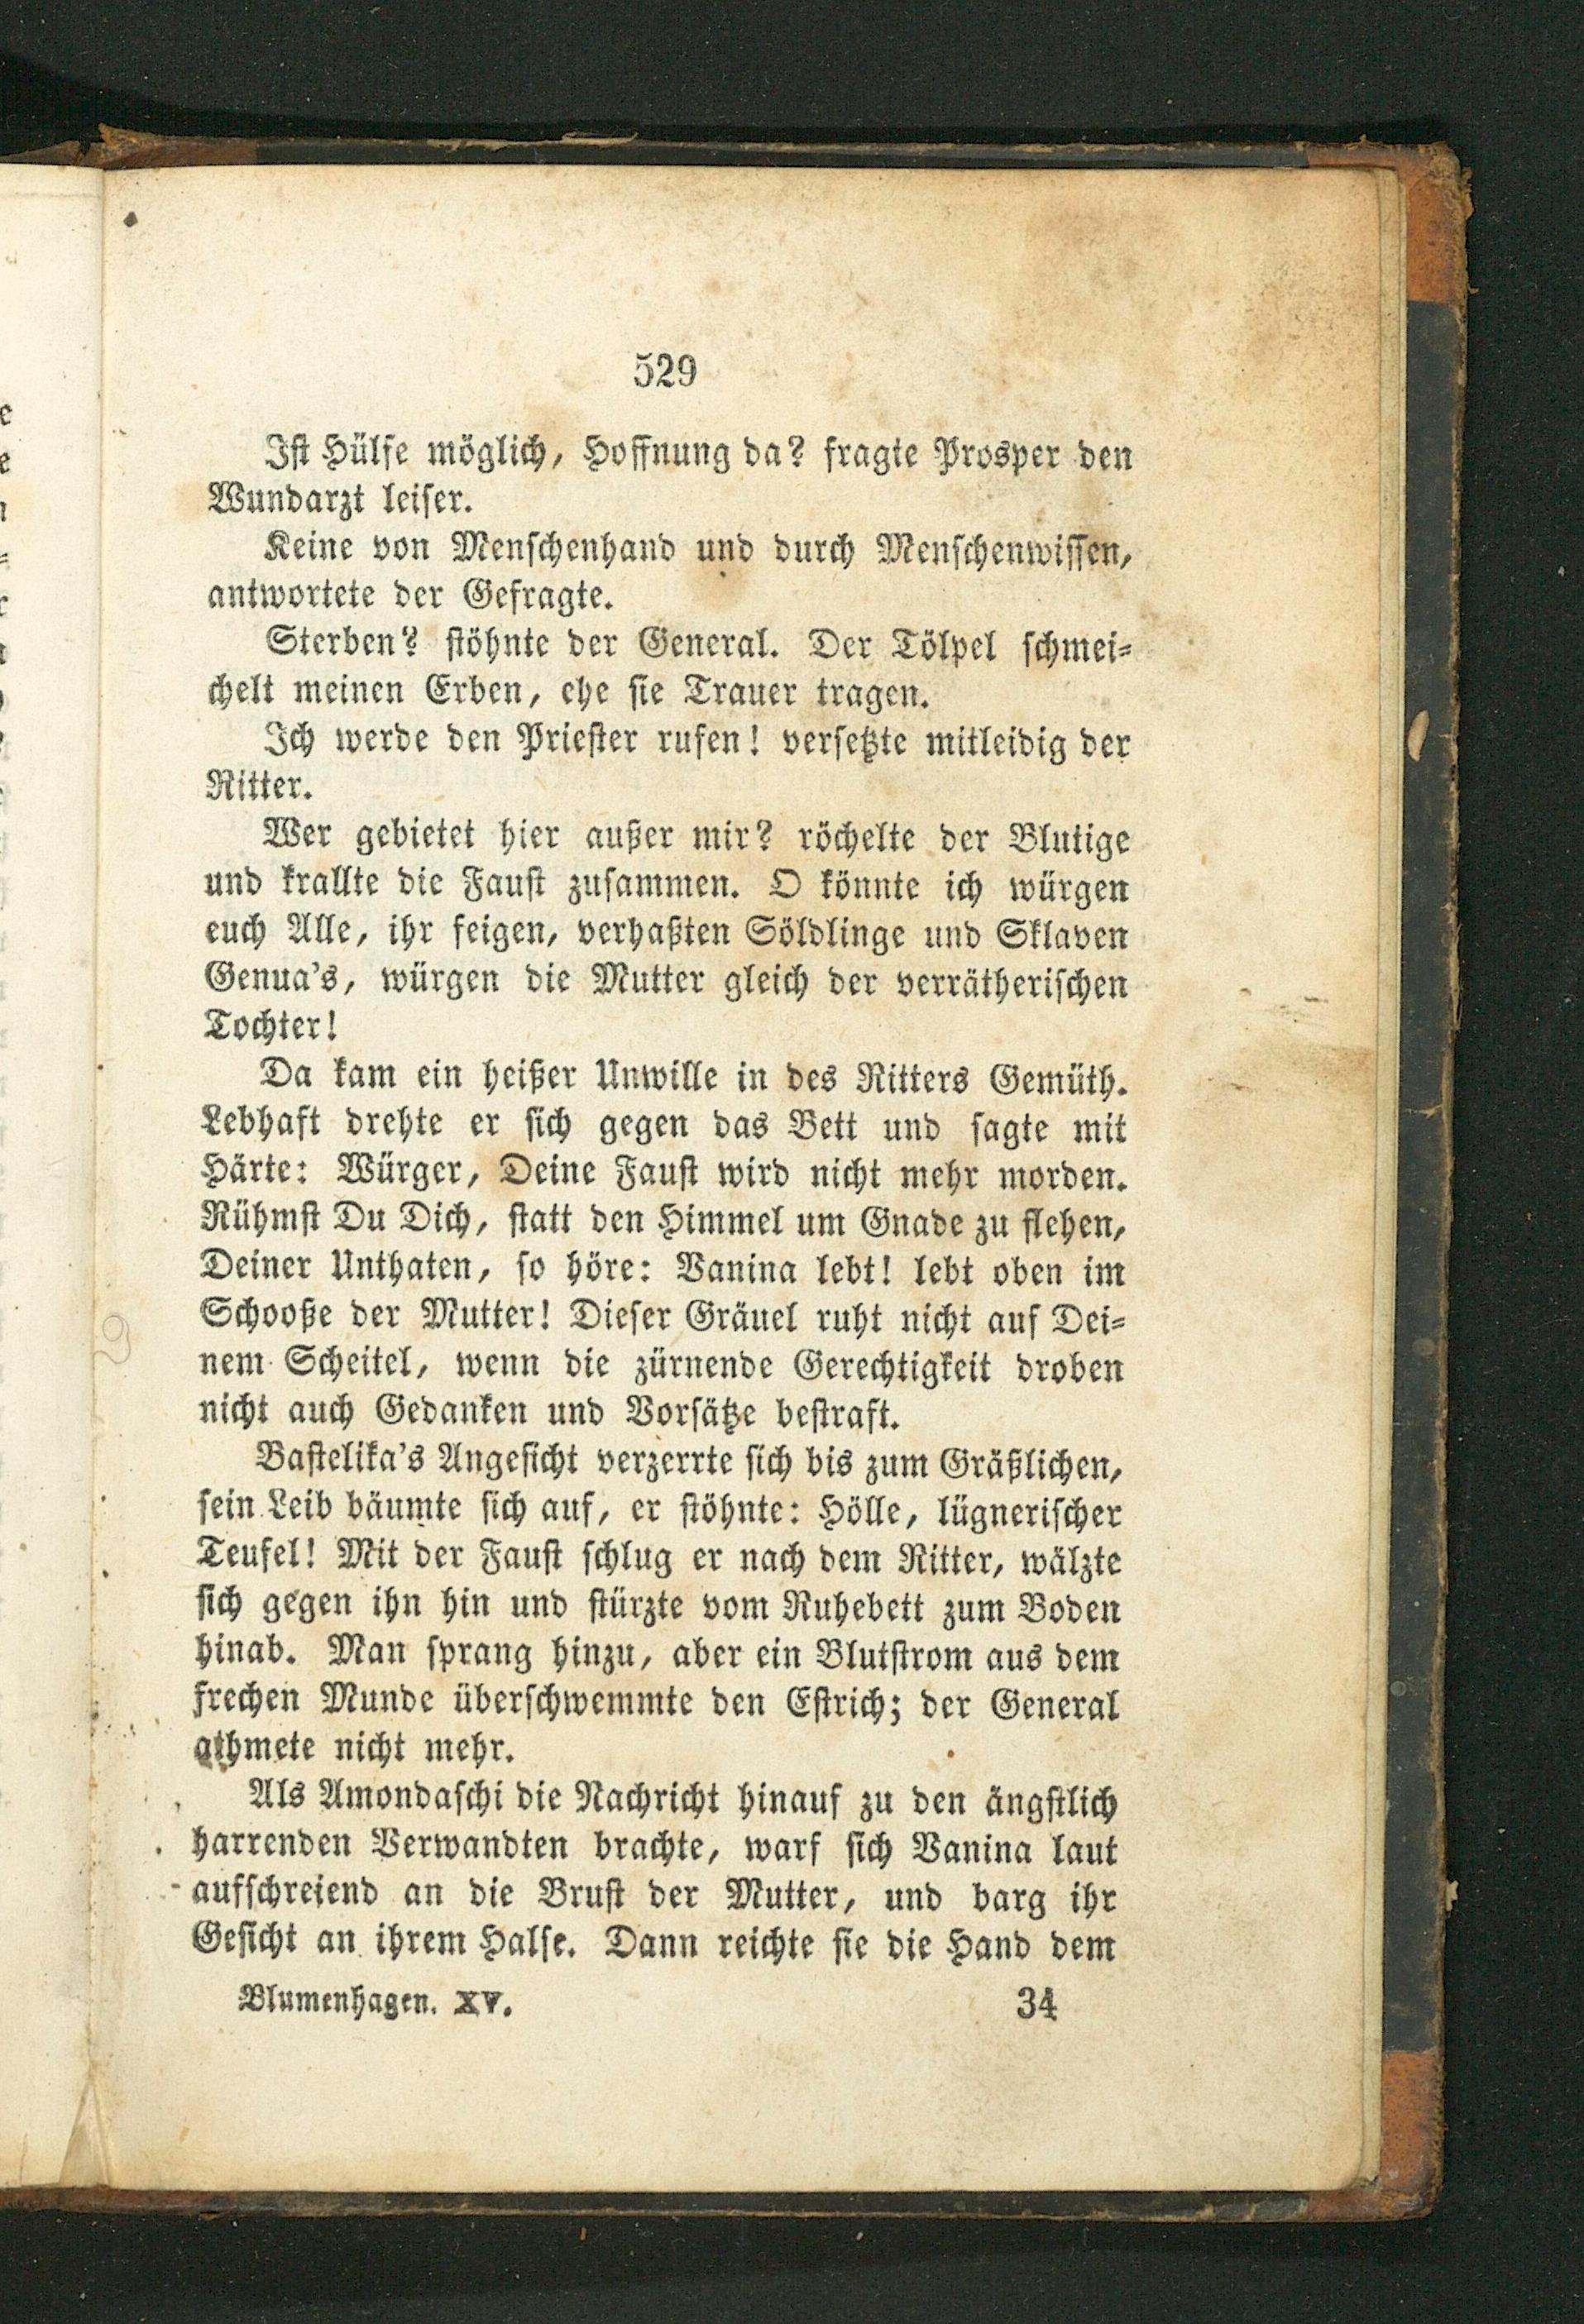 529
Ist Hülfe möglich, Hoffnung da? fragte Prosper den
Wundarzt leiser.
Keine von Menschenhand und durch Menschenwissen,
antwortete der Gefragte.
Sterben? stöhnte der General. Der Tölpel schmei-
chelt meinen Erben, ehe sie Trauer tragen.
Ich werde den Priester rufen! versetzte mitleidig der
Ritter.
Wer gebietet hier außer mir? röchelte der Blutige
und krallte die Faust zusammen. O könnte ich würgen
euch Alle, ihr feigen, verhaßten Söldlinge und Sklaven
Genua's, würgen die Mutter gleich der verrätherischen
Tochter!
Da kam ein heißer Unwille in des Ritters Gemüth.
Lebhaft drehte er sich gegen das Bett und sagte mit
Härte: Würger, Deine Faust wird nicht mehr morden.
Rühmst Du Dich, statt den Himmel um Gnade zu flehen,
Deiner Unthaten, so höre: Vanina lebt! lebt oben im
Schooße der Mutter! Dieser Gräuel ruht nicht auf Dei-
nem Scheitel, wenn die zürnende Gerechtigkeit droben
nicht auch Gedanken und Vorsätze bestraft.
Bastelika's Angesicht verzerrte sich bis zum Gräßlichen,
sein Leib bäumte sich auf, er stöhnte: Hölle, lügnerischer
Teufel! Mit der Faust schlug er nach dem Ritter, wälzte
sich gegen ihn hin und stürzte vom Ruhebett zum Boden
hinab. Man sprang hinzu, aber ein Blutstrom aus dem
frechen Munde überschwemmte den Estrich; der General
athmete nicht mehr.
Als Amondaschi die Nachricht hinauf zu den ängstlich
harrenden Verwandten brachte, warf sich Vanina laut
aufschreiend an die Brust der Mutter, und barg ihr
Gesicht an ihrem Halse. Dann reichte sie die Hand dem
Blumenhagen. XV. 34